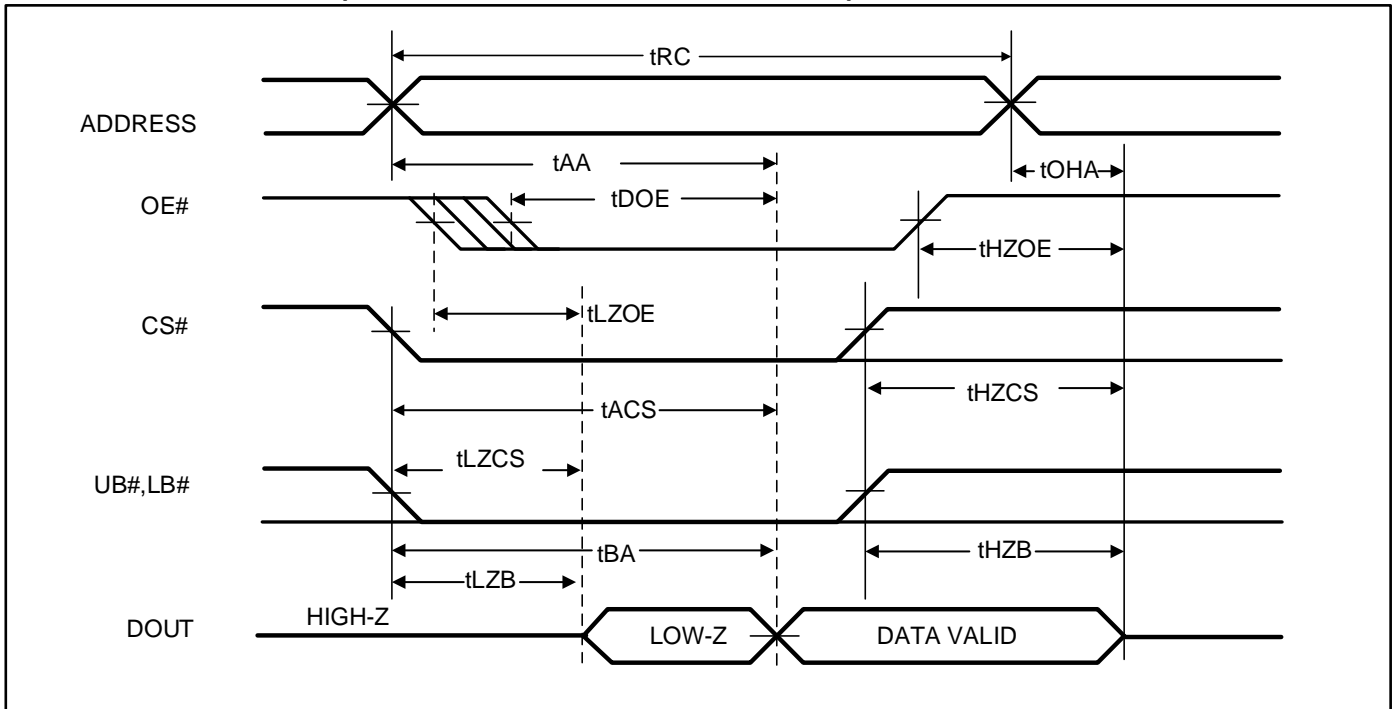 tRC
ADDRESS
tAA
tOHA
OE#
tDOE
tHZOE
tLZOE
CS#
tHZCS
tACS
tLZCS
UB#,LB#
tBA
tHZB
tLZB
HIGH-Z
DOUT
LOW-Z
DATA VALID